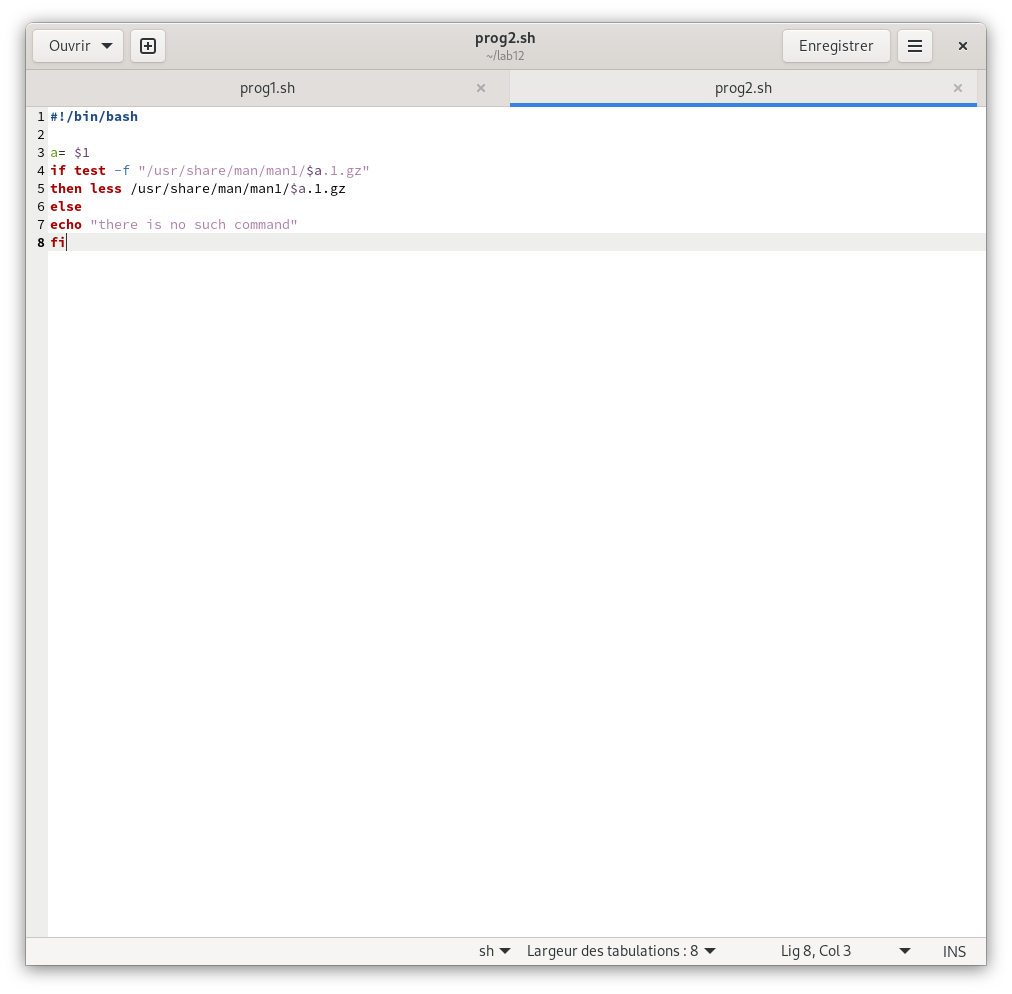 Ouvrir
prog2.sh
~/lab12
Enregistrer
prog1.sh
prog2.sh
1 #!/bin/bash
2
3 a= $1
4 if test -f "/usr/share/man/man1/$a.1.gz"
5 then less /usr/share/man/man1/$a.1.gz
6 else
7 echo "there is no such command"
8 fi
sh Largeur des tabulations : 8 Lig 8, Col 3 INS